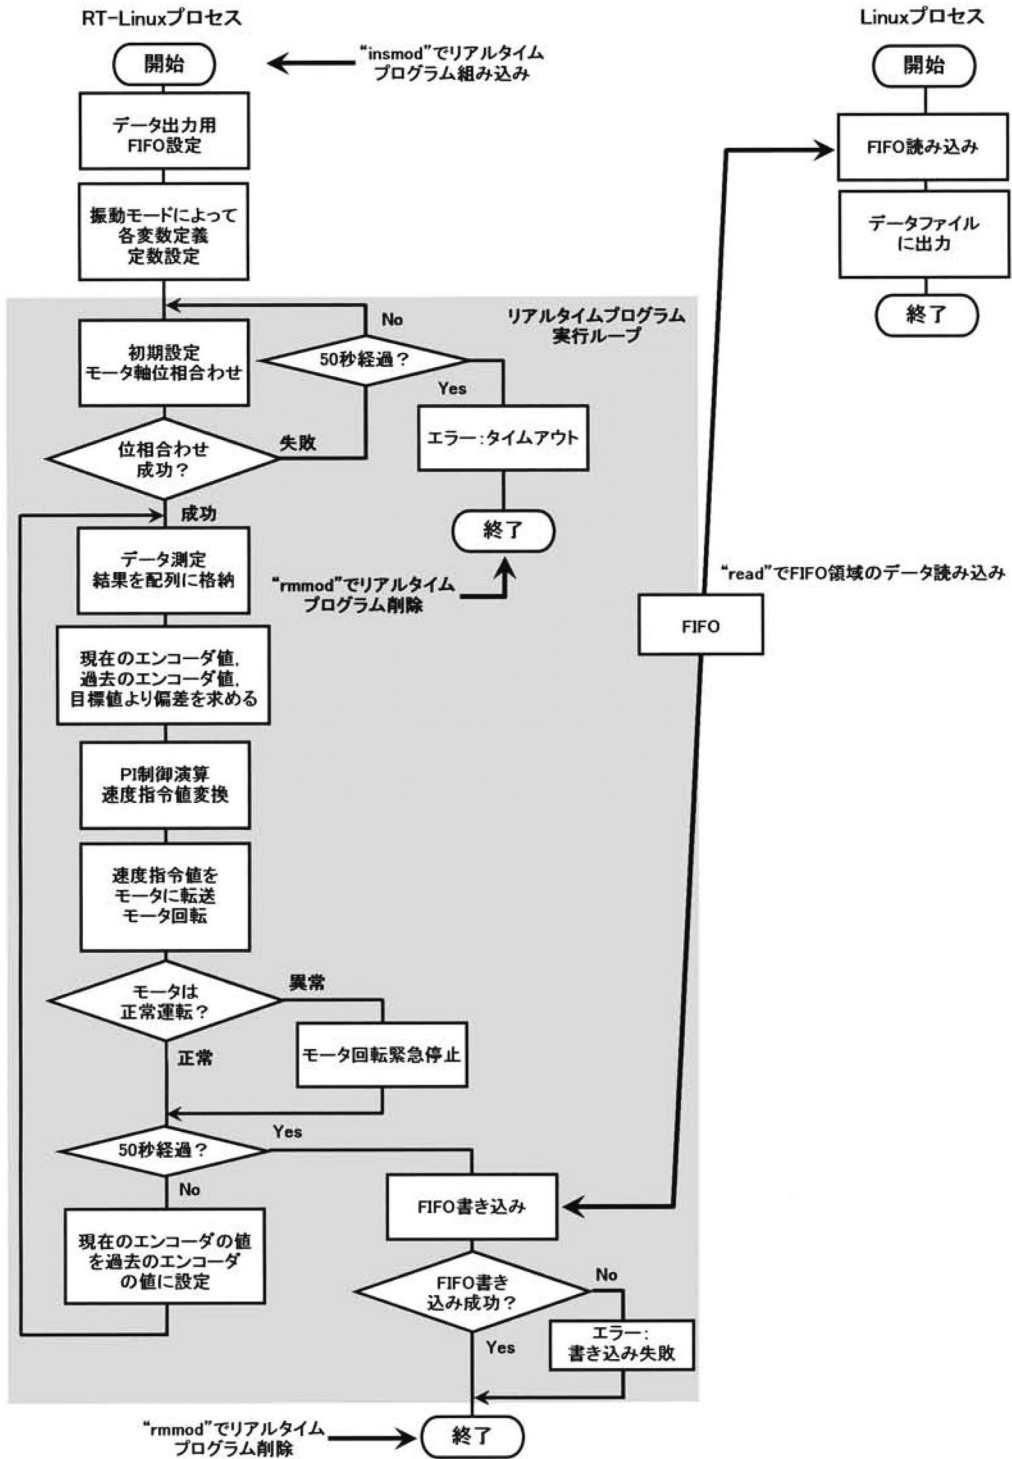 RT-Linuxプロセス
開始
“insmod”でリアルタイム
プログラム組み込み
データ出力用
FIFO設定
振動モードによって
各変数定義
定数設定
リアルタイムプログラム
実行ループ
初期設定
モータ軸位相合わせ
No
50秒経過？
Yes
エラー：タイムアウト
終了
“rmmod”でリアルタイム
プログラム削除
位相合わせ
成功？
失敗
成功
データ測定
結果を配列に格納
現在のエンコーダ値，
過去のエンコーダ値，
目標値より偏差を求める
PI制御演算
速度指令値変換
速度指令値を
モータに転送
モータ回転
モータは
正常運転？
異常
モータ回転緊急停止
正常
50秒経過？
Yes
No
現在のエンコーダの値
を過去のエンコーダ
の値に設定
FIFO書き込み
FIFO書き
込み成功？
No
エラー：
書き込み失敗
Yes
終了
“rmmod”でリアルタイム
プログラム削除
Linuxプロセス
開始
FIFO読み込み
データファイル
に出力
終了
“read”でFIFO領域のデータ読み込み
FIFO